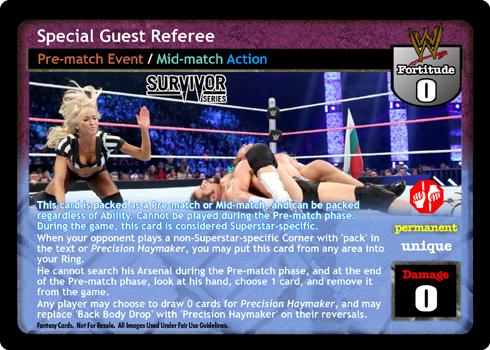 Special Guest Referee
Pre-match Event / Mid-match Action
W
Fortitude
0
SURVIVOR
SERIES
This card is packed as a Pre-match or Mid-match, and can be packed
regardless of Ability. Cannot be played during the Pre-match phase.
During the game, this card is considered Superstar-specific.
When your opponent plays a non-Superstar-specific Corner with 'pack' in
the text or Precision Haymaker, you may put this card from any area into
your Ring.
He cannot search his Arsenal during the Pre-match phase, and at the end
of the Pre-match phase, look at his hand, choose 1 card, and remove it
from the game.
Any player may choose to draw 0 cards for Precision Haymaker, and may
replace 'Back Body Drop' with 'Precision Haymaker' on their reversals.
Fantasy Cards. Not For Resale. All Images Used Under Fair Use Guidelines.
permanent
unique
Damage
0